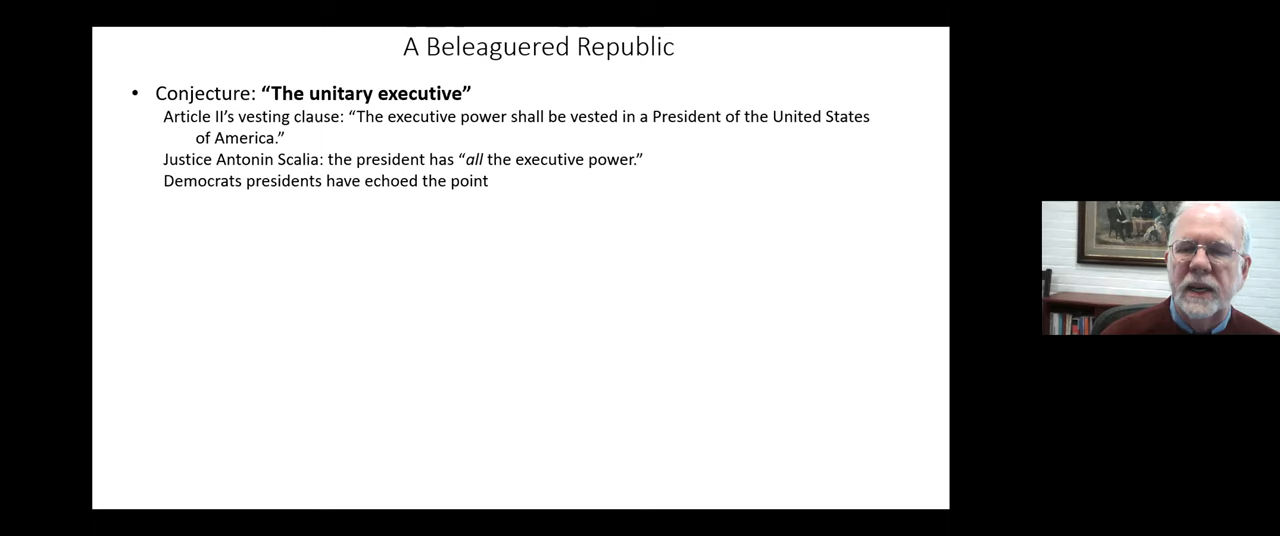 A Beleaguered Republic
• Conjecture: “The unitary executive”
Article II’s vesting clause: “The executive power shall be vested in a President of the United States
of America.”
Justice Antonin Scalia: the president has “all the executive power.”
Democrats presidents have echoed the point